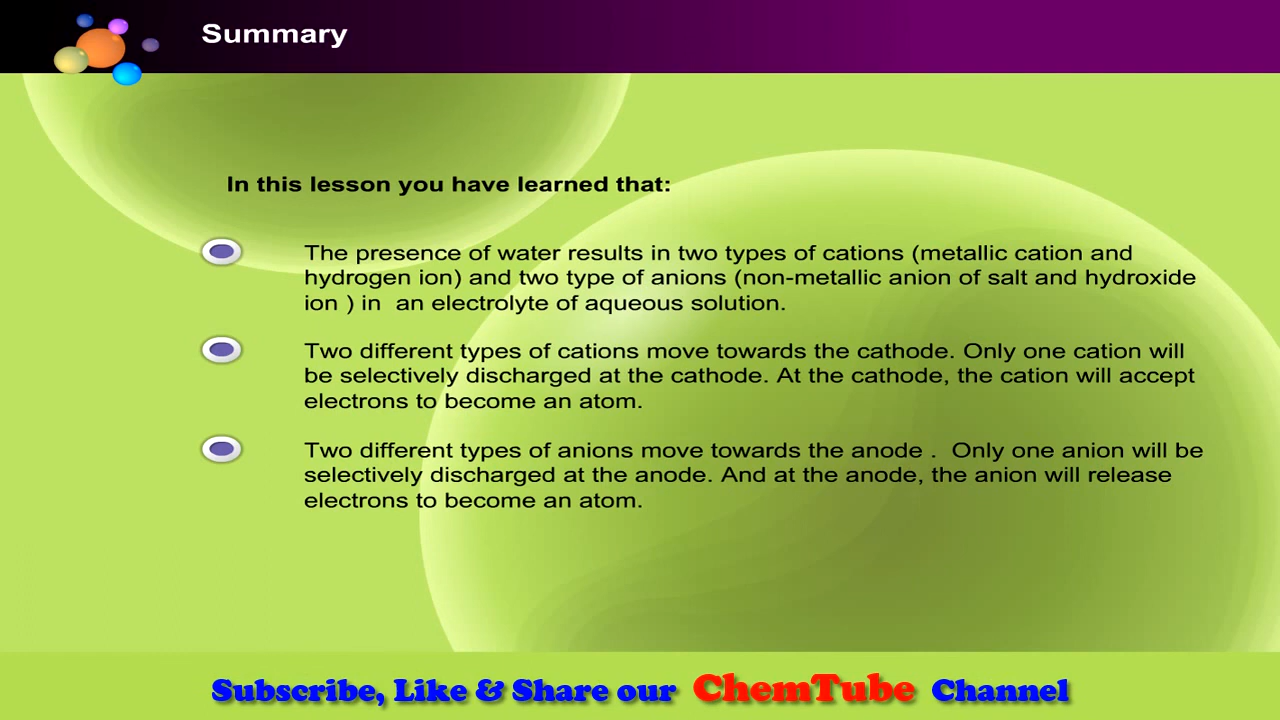 Summary
In this lesson you have learned that:
The presence of water results in two types of cations (metallic cation and
hydrogen ion) and two type of anions (non-metallic anion of salt and hydroxide
ion ) in  an electrolyte of aqueous solution.
Two different types of cations move towards the cathode. Only one cation will
be selectively discharged at the cathode. At the cathode, the cation will accept
electrons to become an atom.
Two different types of anions move towards the anode .  Only one anion will be
selectively discharged at the anode. And at the anode, the anion will release
electrons to become an atom.
Subscribe, Like & Share our ChemTube Channel